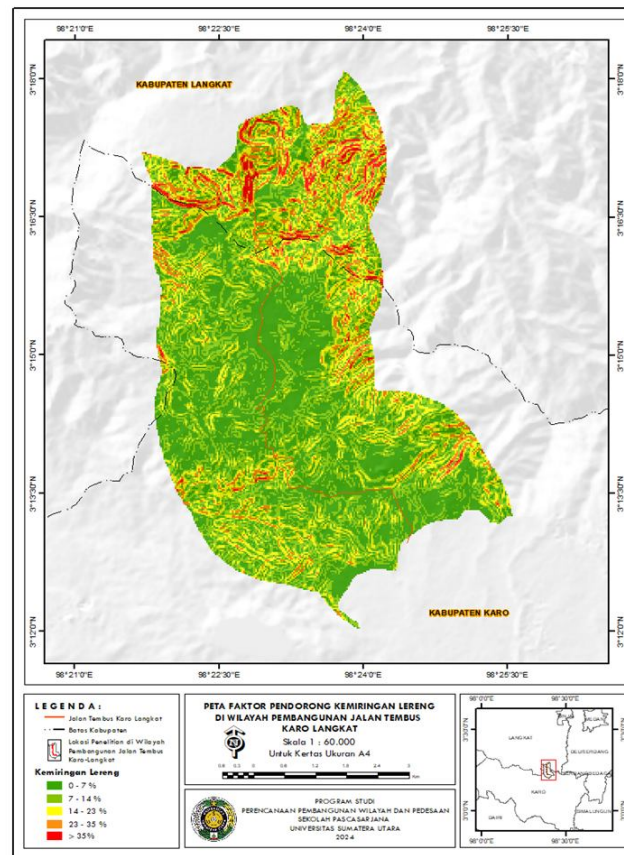 98°21'0"E 98°22'30"E 98°24'0"E 98°25'30"E
3°18'0"N 3°18'0"N
KABUPATEN LANGKAT
3°16'30"N 3°16'30"N
3°15'0"N 3°15'0"N
3°13'30"N 3°13'30"N
KABUPATEN KARO
3°12'0"N 3°12'0"N
98°21'0"E 98°22'30"E 98°24'0"E 98°25'30"E
LEGENDA:
Jalan Tembus Karo Langkat
Batas Kabupaten
Lokasi Penelitian di Wilayah
Pembangunan Jalan Tembus
Karo-Langkat
Kemiringan Lereng
0 - 7 %
7 - 14 %
14 - 23 %
23 - 35 %
> 35%
PETA FAKTOR PENDORONG KEMIRINGAN LERENG
DI WILAYAH PEMBANGUNAN JALAN TEMBUS
KARO LANGKAT
Skala 1 : 60.000
Untuk Kertas Ukuran A4
Km
PROGRAM STUDI
PERENCANAAN PEMBANGUNAN WILAYAH DAN PEDESAAN
SEKOLAH PASCASARJANA
UNIVERSITAS SUMATERA UTARA
2024
98°0'0"E 98°30'0"E
3°30'0"N
LANGKAT
KARO
DAIRI
SIMALUNGUN
3°0'0"N